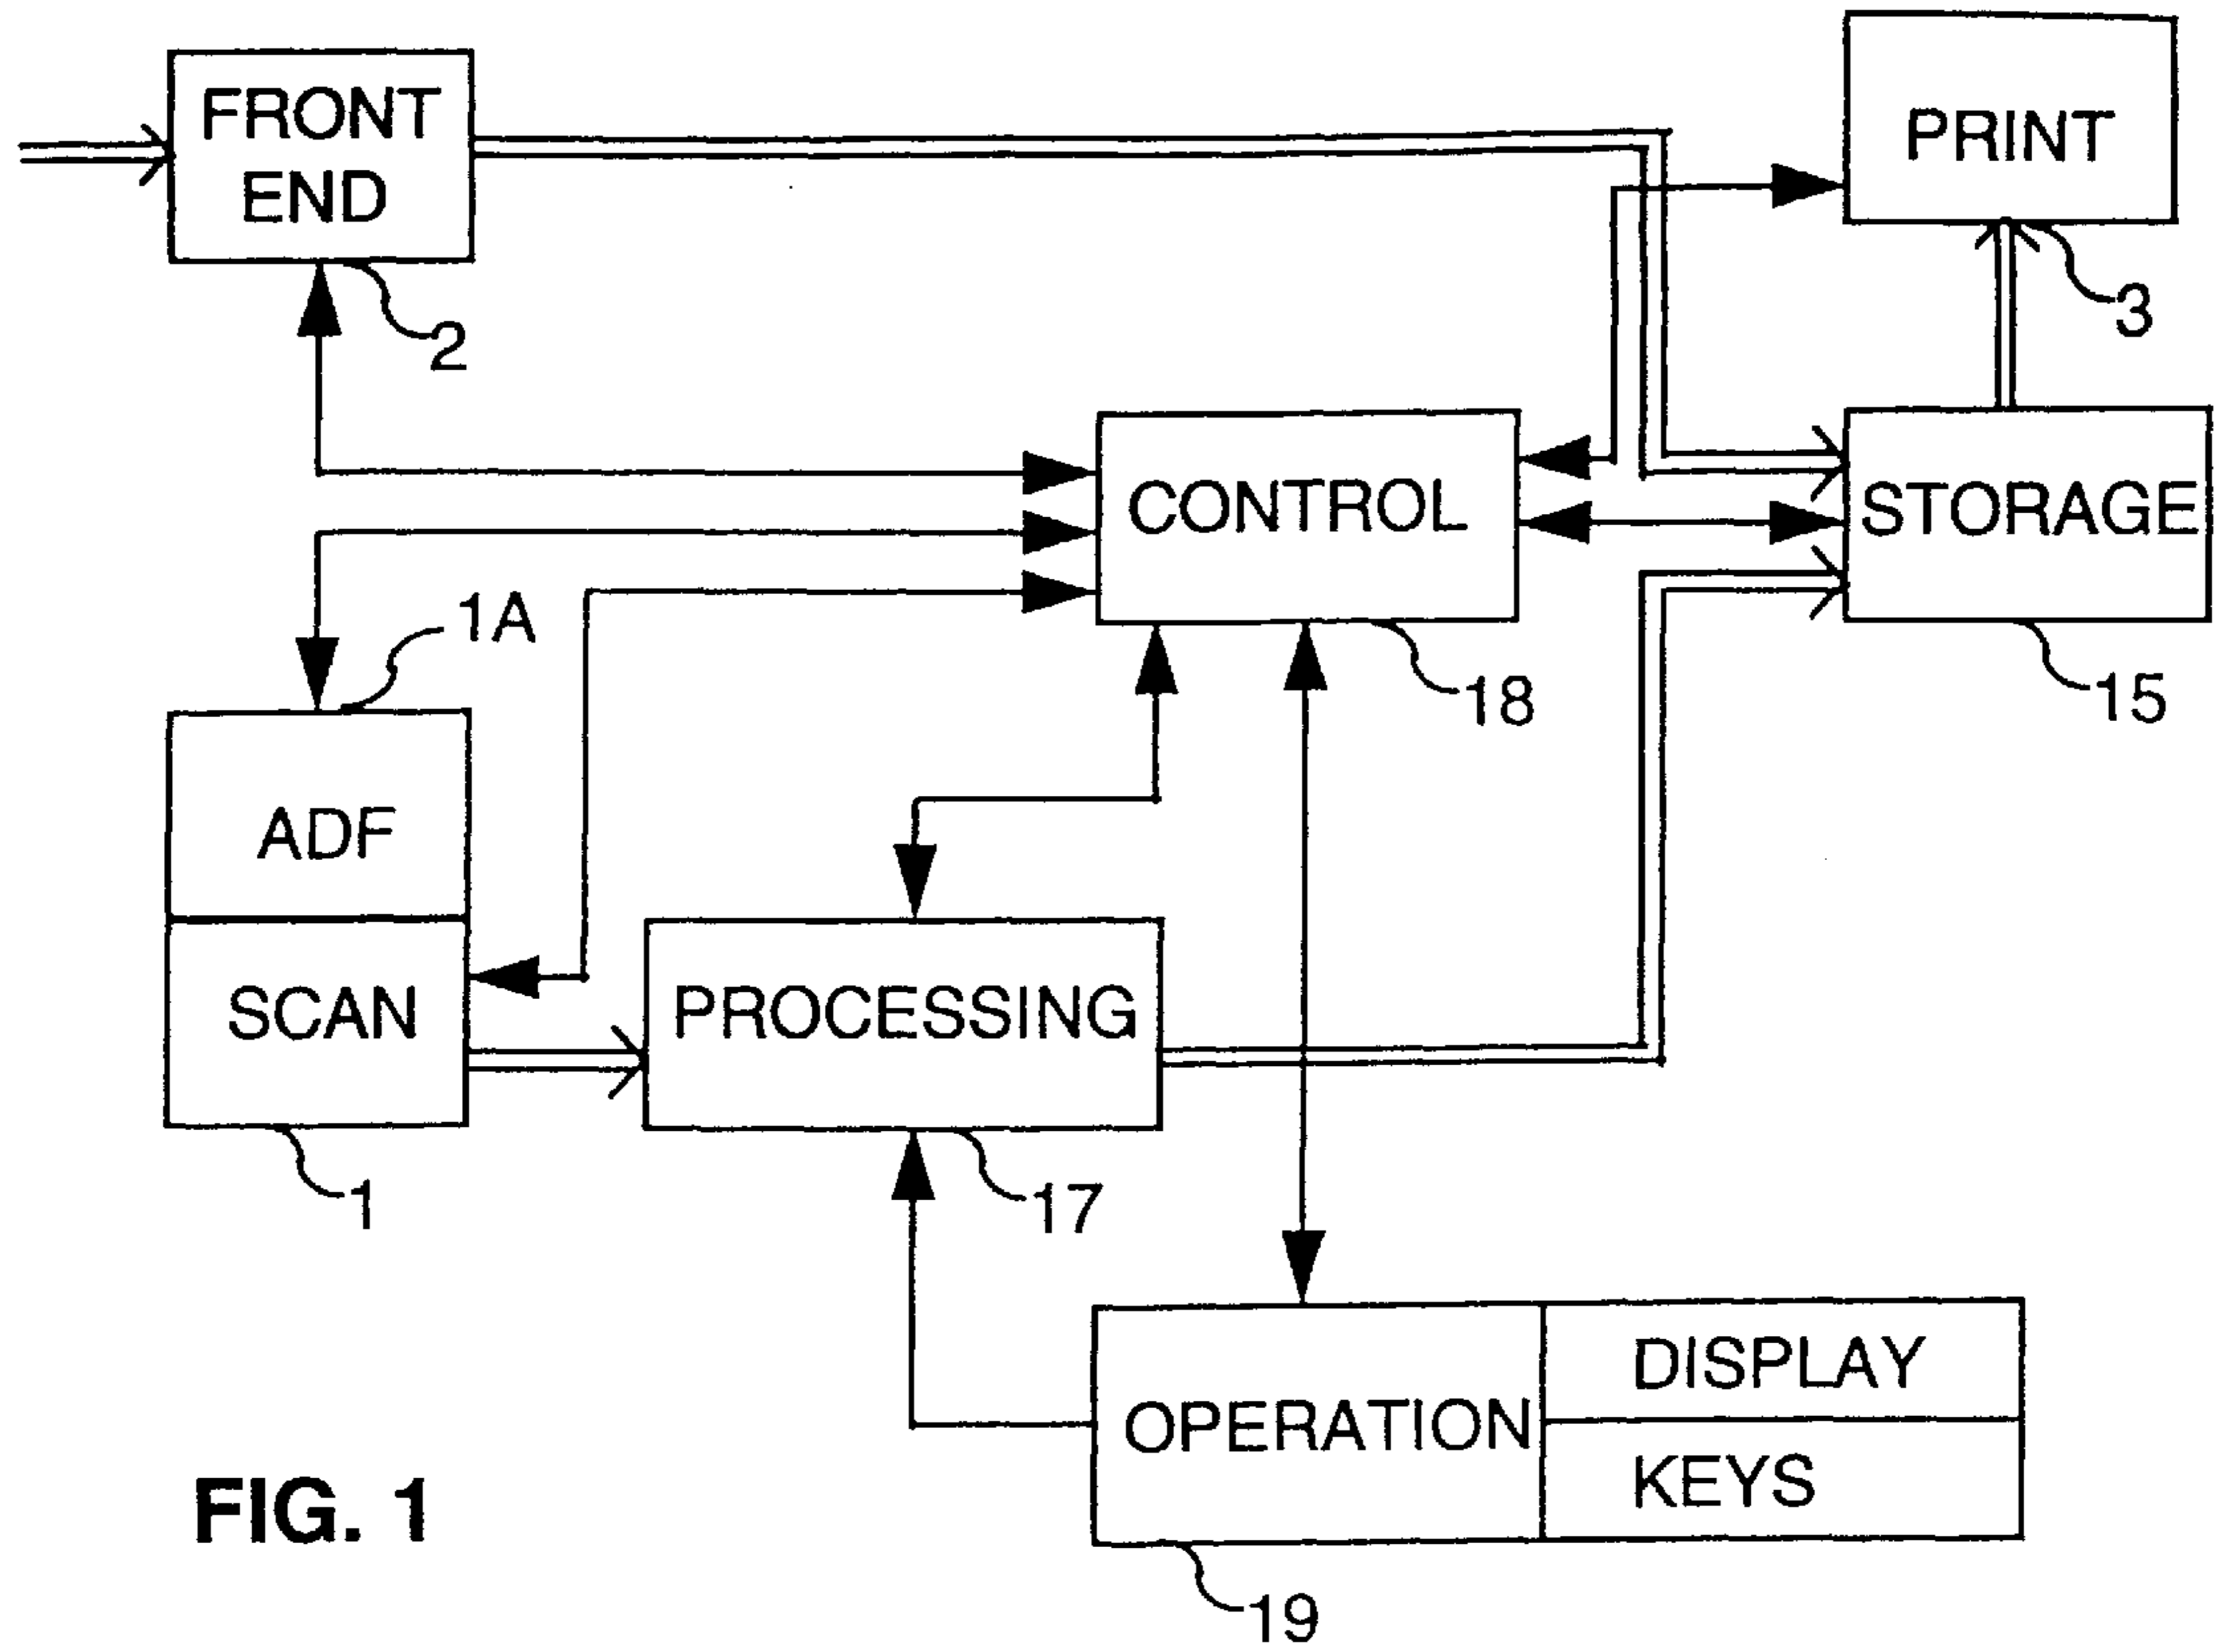 FRONT
END
2
PRINT
3
CONTROL
18
STORAGE
15
1A
ADF
SCAN
1
PROCESSING
17
OPERATION
DISPLAY
KEYS
19
FIG. 1